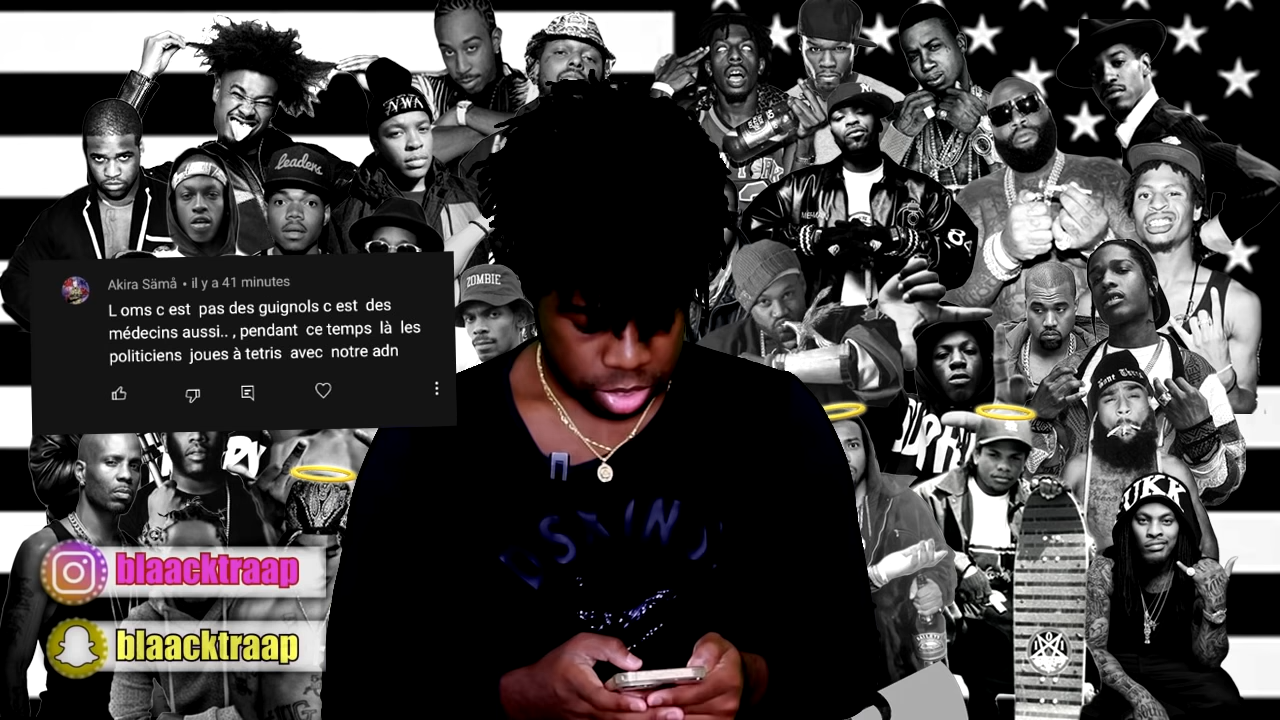 NWA
Leaders
ZOMBIE
Akira Sämå • il y a 41 minutes
L oms c est pas des guignols c est des
médecins aussi.. , pendant ce temps là les
politiciens joues à tetris avec notre adn
UKK
blaacktraap
blaacktraap